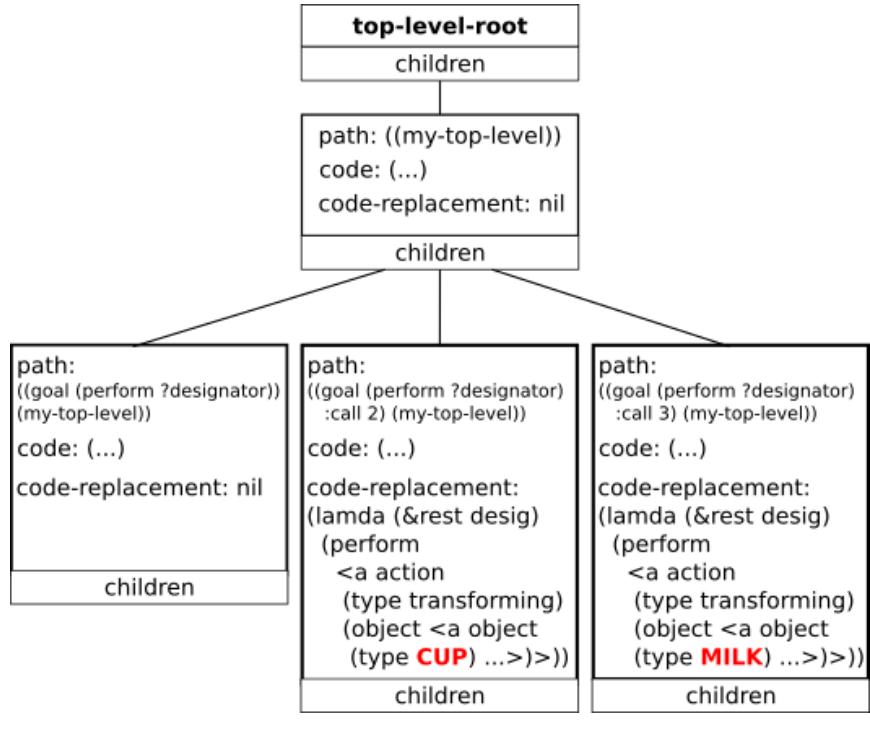 top-level-root
children
path: ((my-top-level))
code: (...)
code-replacement: nil
children
path:
((goal (perform ?designator))
(my-top-level))
code: (...)
code-replacement: nil
children
path:
((goal (perform ?designator)
:call 2) (my-top-level))
code: (...)
code-replacement:
(lamda (&rest desig)
(perform
<a action
(type transforming)
(object <a object
(type CUP) ...>)>))
children
path:
((goal (perform ?designator)
:call 3) (my-top-level))
code: (...)
code-replacement:
(lamda (&rest desig)
(perform
<a action
(type transforming)
(object <a object
(type MILK) ...>)>))
children